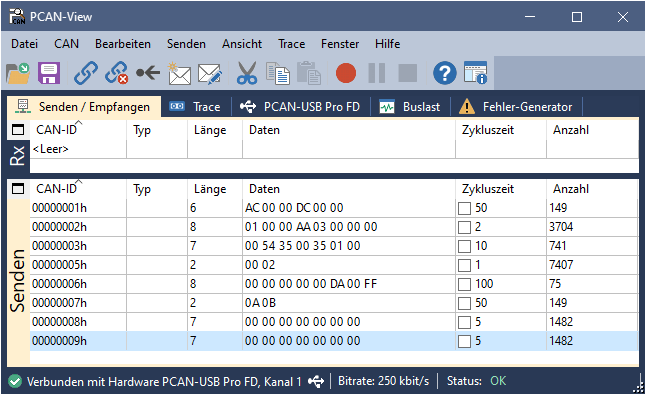 PCAN-View
Datei CAN Bearbeiten Senden Ansicht Trace Fenster Hilfe
Senden / Empfangen Trace PCAN-USB Pro FD Buslast Fehler-Generator
CAN-ID Typ Länge Daten Zykluszeit Anzahl
<Leer>
Rx
CAN-ID Typ Länge Daten Zykluszeit Anzahl
00000001h 6 AC 00 00 DC 00 00 50 149
00000002h 8 01 00 00 AA 03 00 00 00 2 3704
00000003h 7 00 54 35 00 35 01 00 10 741
00000005h 2 00 02 1 7407
00000006h 8 00 00 00 00 00 DA 00 FF 100 75
00000007h 2 0A 0B 50 149
00000008h 7 00 00 00 00 00 00 00 5 1482
00000009h 7 00 00 00 00 00 00 00 5 1482
Senden
Verbunden mit Hardware PCAN-USB Pro FD, Kanal 1 Bitrate: 250 kbit/s Status: OK